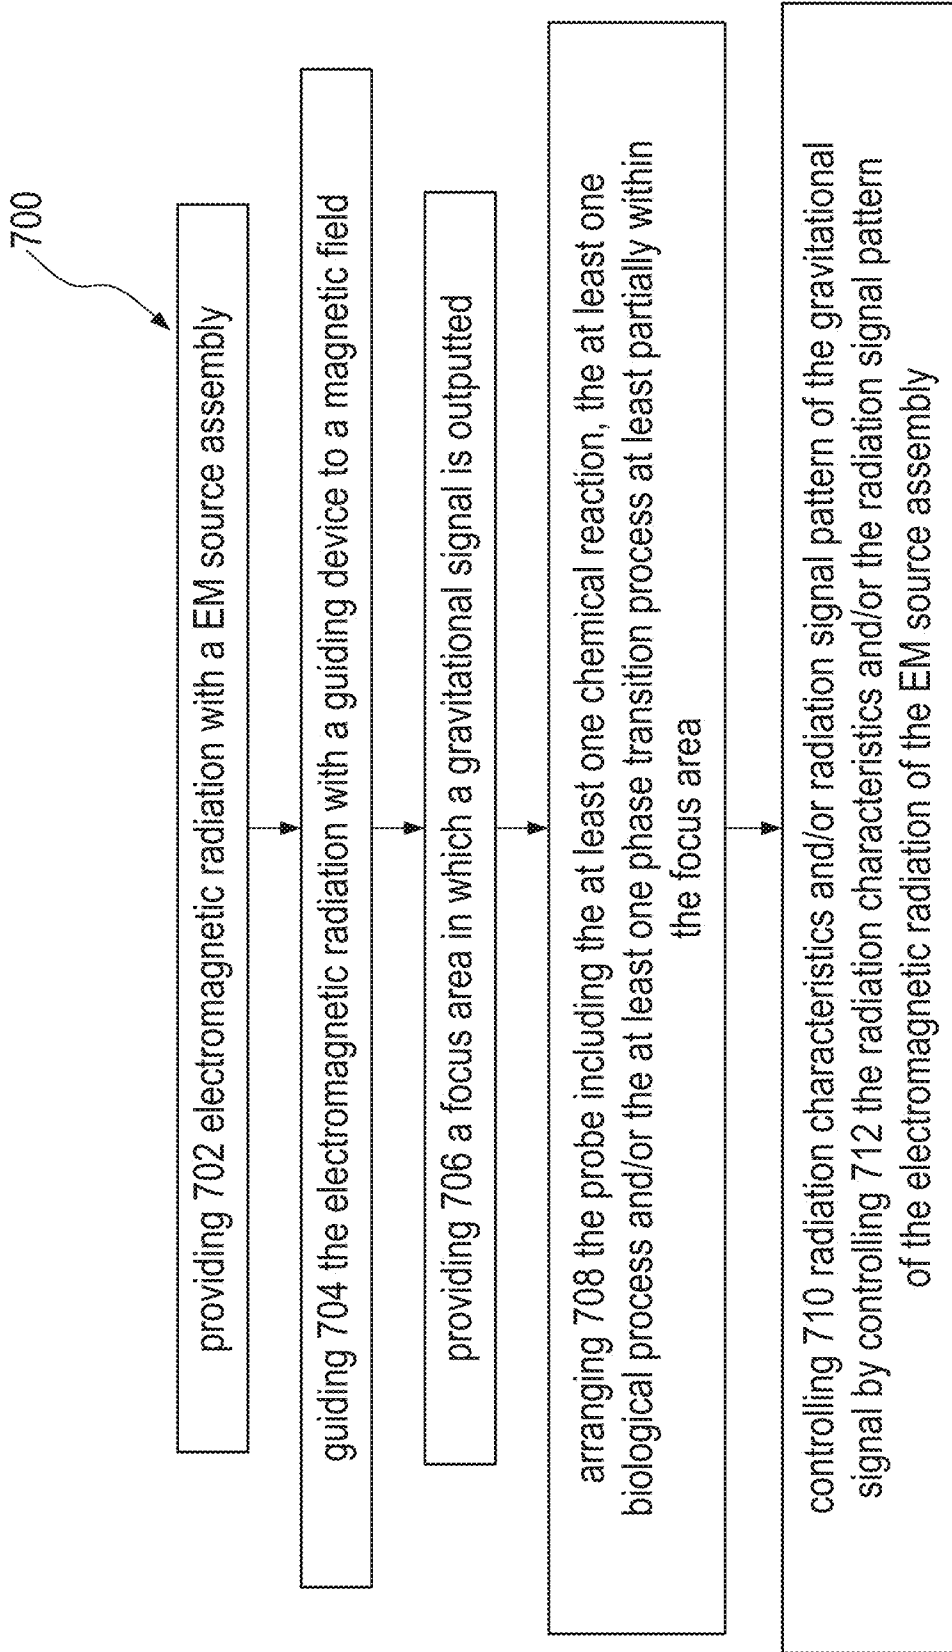 700
providing 702 electromagnetic radiation with a EM source assembly
guiding 704 the electromagnetic radiation with a guiding device to a magnetic field
providing 706 a focus area in which a gravitational signal is outputted
arranging 708 the probe including the at least one chemical reaction, the at least one
biological process and/or the at least one phase transition process at least partially within
the focus area
controlling 710 radiation characteristics and/or radiation signal pattern of the gravitational
signal by controlling 712 the radiation characteristics and/or the radiation signal pattern
of the electromagnetic radiation of the EM source assembly